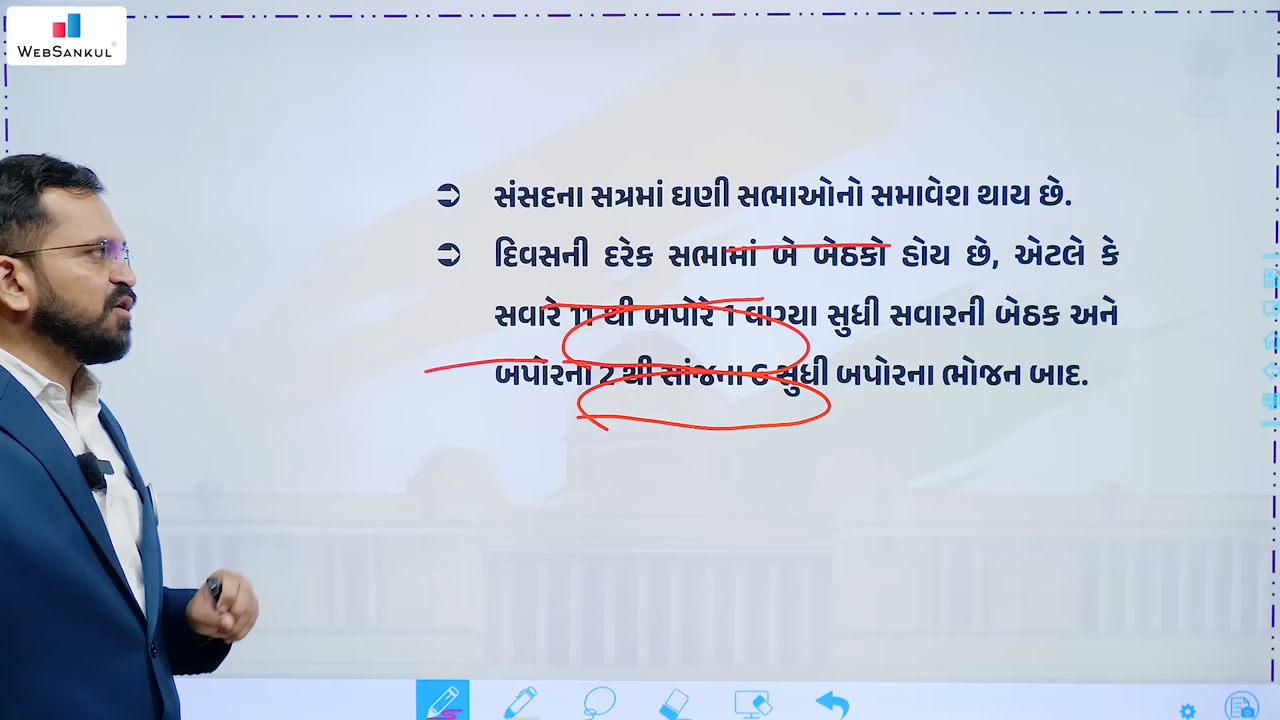 WEBSANKUL
સંસદના સત્રમાં ઘણી સભાઓનો સમાવેશ થાય છે.
દિવસની દરેક સભામાં બે બેઠકો હોય છે, એટલે કે
સવારે 11 થી બપોરે 1 વાગ્યા સુધી સવારની બેઠક અને
બપોરના 2 થી સાંજના 6 સુધી બપોરના ભોજન બાદ.